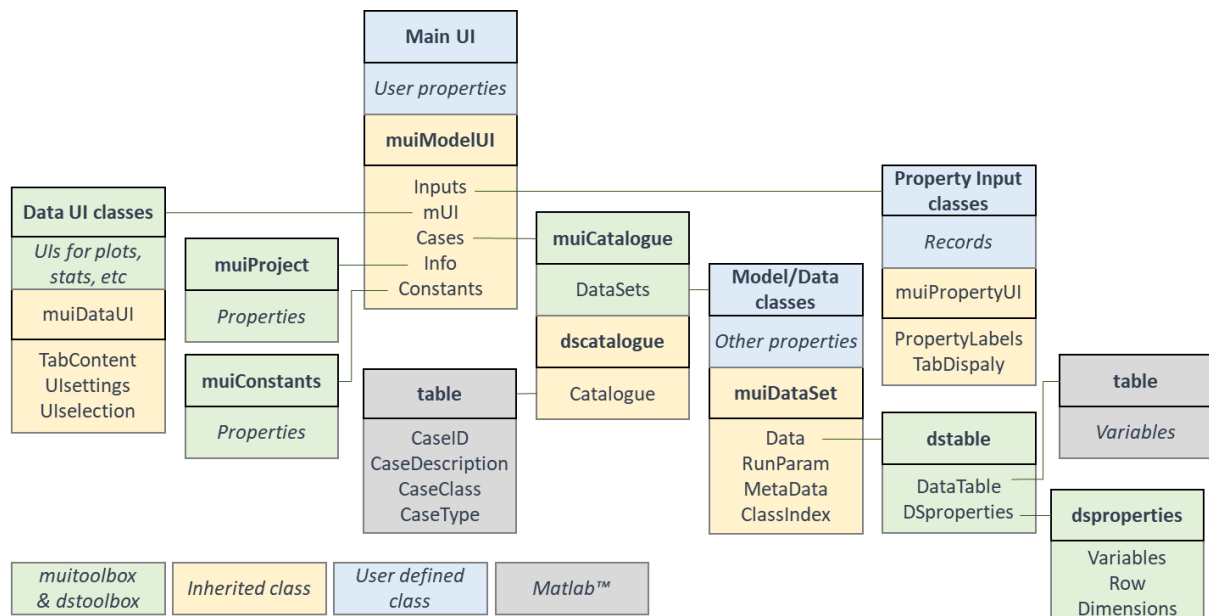 Main UI
User properties
muiModelUI
Inputs
mUI
Cases
Info
Constants
Data UI classes
UIs for plots,
stats, etc
muiDataUI
TabContent
UIsettings
UIselection
muiProject
Properties
muiConstants
Properties
table
CaseID
CaseDescription
CaseClass
CaseType
muiCatalogue
DataSets
dscatalogue
Catalogue
Model/Data
classes
Other properties
muiDataSet
Data
RunParam
MetaData
ClassIndex
Property Input
classes
Records
muiPropertyUI
PropertyLabels
TabDispaly
dstable
DataTable
DSproperties
table
Variables
dsproperties
Variables
Row
Dimensions
muitoolbox
& dstoolbox
Inherited class
User defined
class
Matlab™